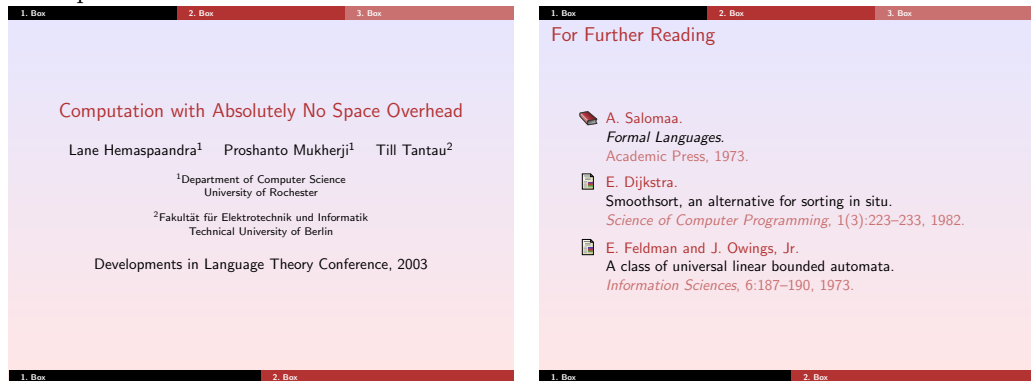 1. Box 2. Box 3. Box
Computation with Absolutely No Space Overhead
Lane Hemaspaandra¹ Proshanto Mukherji¹ Till Tantau²
¹Department of Computer Science
University of Rochester
²Fakultät für Elektrotechnik und Informatik
Technical University of Berlin
Developments in Language Theory Conference, 2003
1. Box 2. Box
1. Box 2. Box 3. Box
For Further Reading
A. Salomaa.
Formal Languages.
Academic Press, 1973.
E. Dijkstra.
Smoothsort, an alternative for sorting in situ.
Science of Computer Programming, 1(3):223–233, 1982.
E. Feldman and J. Owings, Jr.
A class of universal linear bounded automata.
Information Sciences, 6:187–190, 1973.
1. Box 2. Box